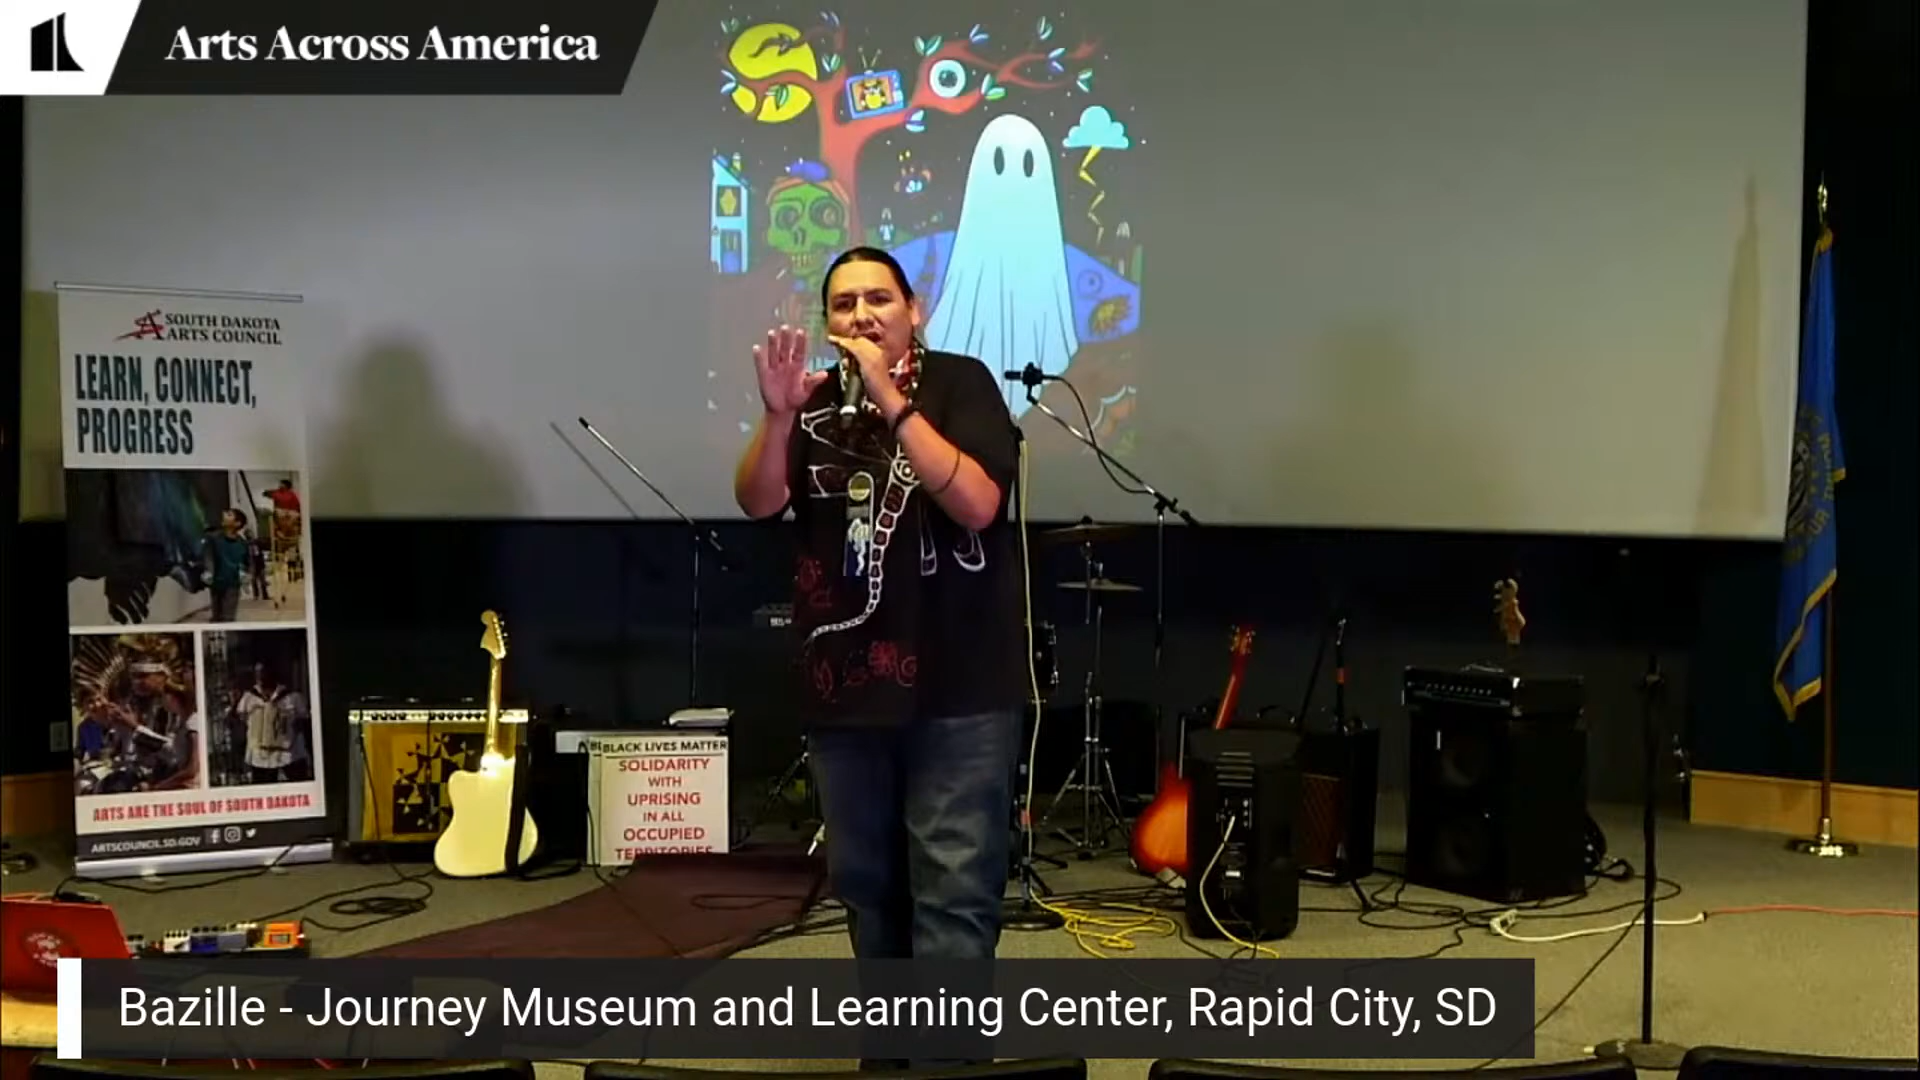 Arts Across America
SOUTH DAKOTA
ARTS COUNCIL
LEARN, CONNECT,
PROGRESS
ARTS ARE THE SOUL OF SOUTH DAKOTA
ARTSCOUNCIL.SD.GOV
BLACK LIVES MATTER
SOLIDARITY
WITH
UPRISING
IN ALL
OCCUPIED
TERRITORIES
Bazille - Journey Museum and Learning Center, Rapid City, SD